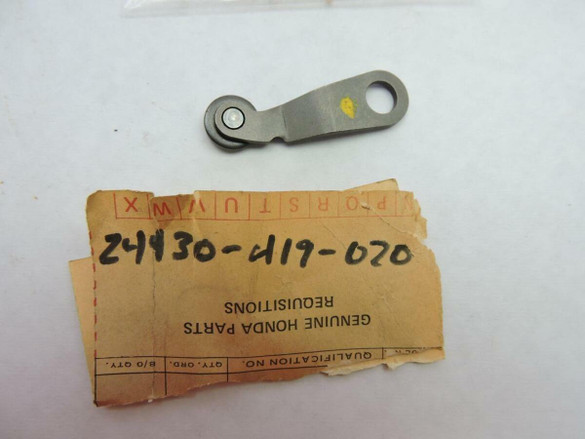 24430-419-020
QUALIFICATION NO. QTY. ORD. B/O QTY.
GENUINE HONDA PARTS
REQUISITIONS
P Q R S T U V W X